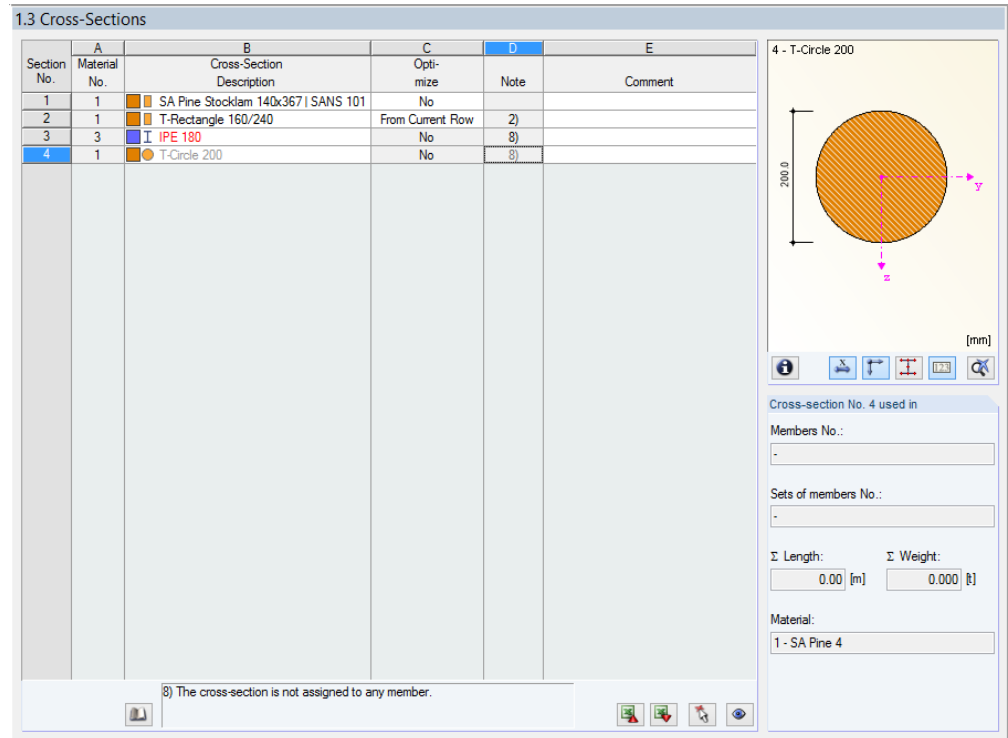 1.3 Cross-Sections
A B C D E
Section No. Material No. Cross-Section Description Opti- mize Note Comment
1 1 SA Pine Stocklam 140x367 | SANS 101 No
2 1 T-Rectangle 160/240 From Current Row 2)
3 3 IPE 180 No 8)
4 1 T-Circle 200 No 8)
8) The cross-section is not assigned to any member.
4 - T-Circle 200
200.0
y
z
[mm]
X
123
Cross-section No. 4 used in
Members No.:
-
Sets of members No.:
-
Σ Length: Σ Weight:
0.00 [m] 0.000 [t]
Material:
1 - SA Pine 4